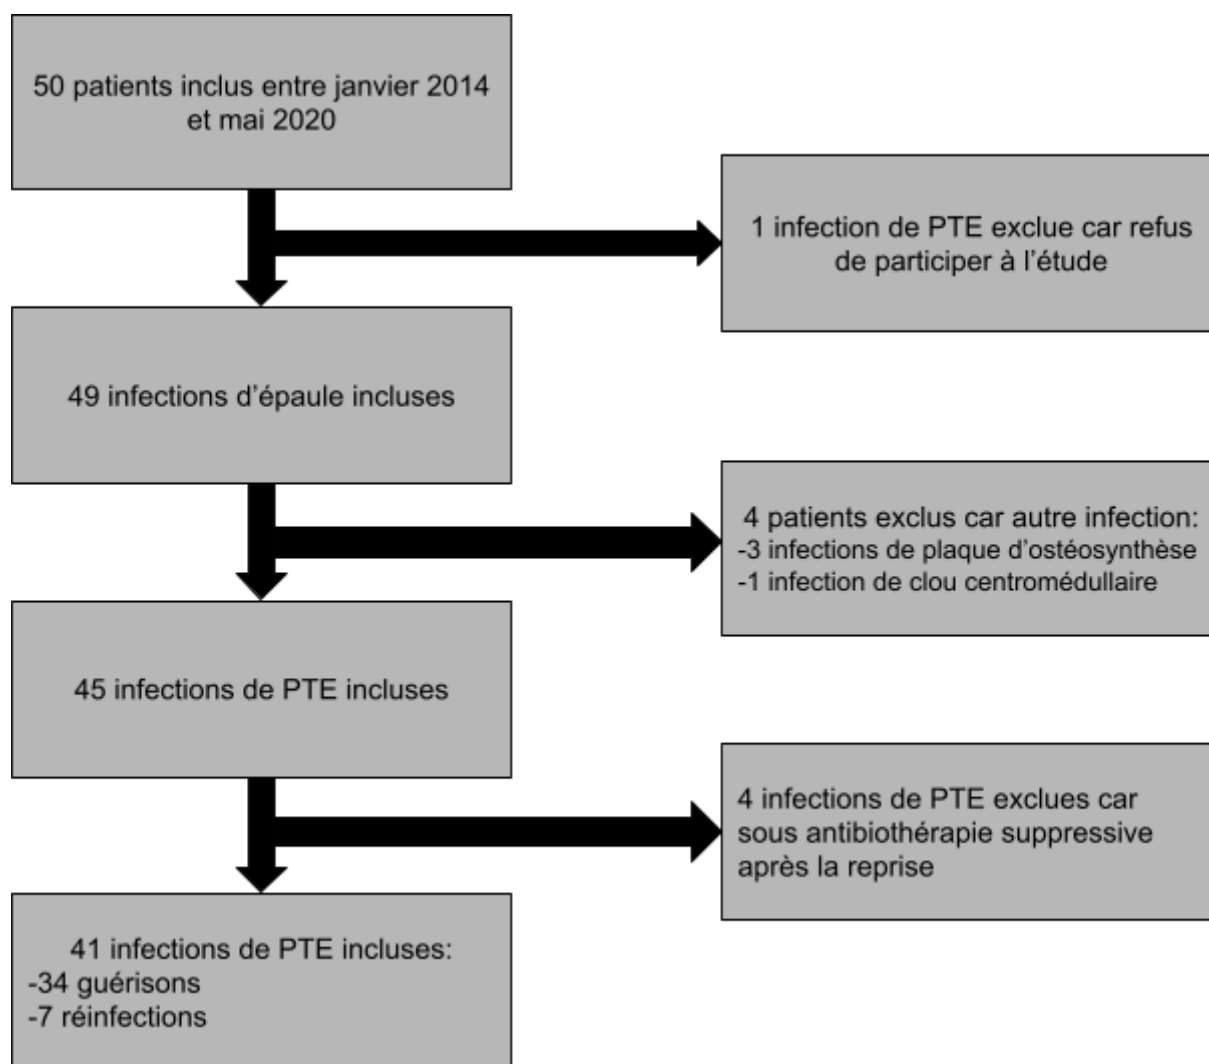 50 patients inclus entre janvier 2014
et mai 2020
1 infection de PTE exclue car refus
de participer à l'étude
49 infections d'épaule incluses
4 patients exclus car autre infection:
-3 infections de plaque d'ostéosynthèse
-1 infection de clou centromédullaire
45 infections de PTE incluses
4 infections de PTE exclues car
sous antibiothérapie suppressive
après la reprise
41 infections de PTE incluses:
-34 guérisons
-7 réinfections